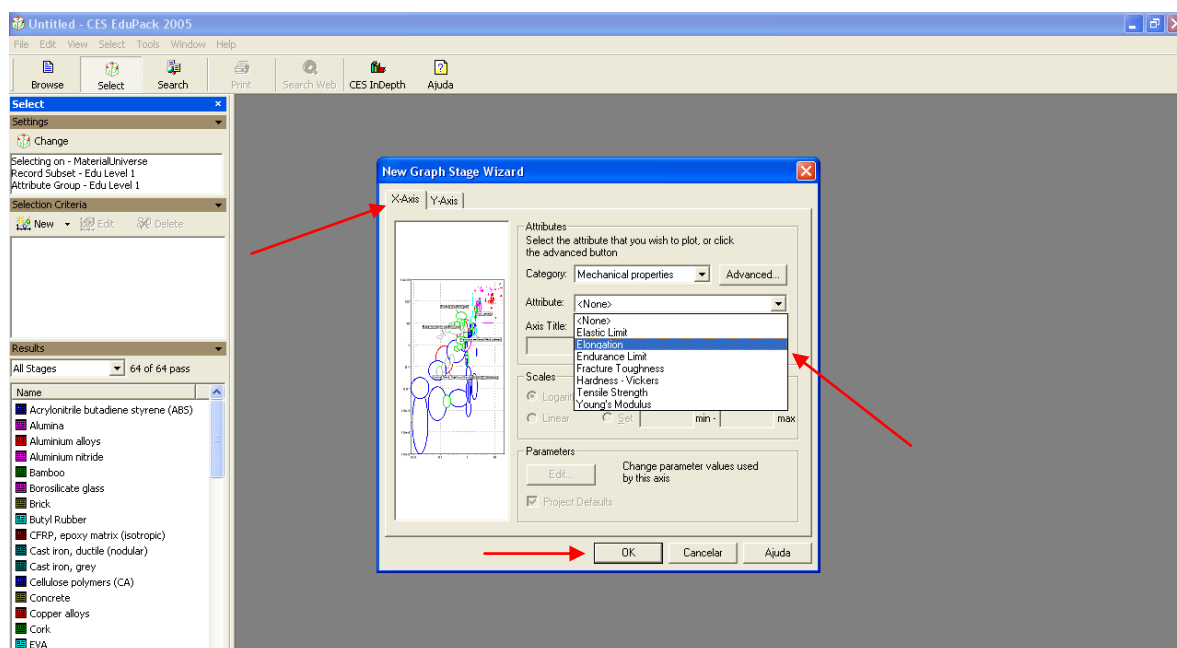 Untitled - CES EduPack 2005
File Edit View Select Tools Window Help
Browse Select Search Print Search Web CES InDepth Ajuda
Select
Settings
Change
Selecting on - MaterialUniverse
Record Subset - Edu Level 1
Attribute Group - Edu Level 1
Selection Criteria
New Edit Delete
Results
All Stages 64 of 64 pass
Name
Acrylonitrile butadiene styrene (ABS)
Alumina
Aluminium alloys
Aluminium nitride
Bamboo
Borosilicate glass
Brick
Butyl Rubber
CFRP, epoxy matrix (isotropic)
Cast iron, ductile (nodular)
Cast iron, grey
Cellulose polymers (CA)
Concrete
Copper alloys
Cork
EVA
New Graph Stage Wizard
X-Axis Y-Axis
Attributes
Select the attribute that you wish to plot, or click
the advanced button
Category: Mechanical properties Advanced...
Attribute: <None>
Axis Title:
<None>
Elastic Limit
Elongation
Endurance Limit
Fracture Toughness
Hardness - Vickers
Tensile Strength
Young's Modulus
Scales
Linear Set min - max
Parameters
Edit... Change parameter values used
by this axis
Project Defaults
OK Cancelar Ajuda